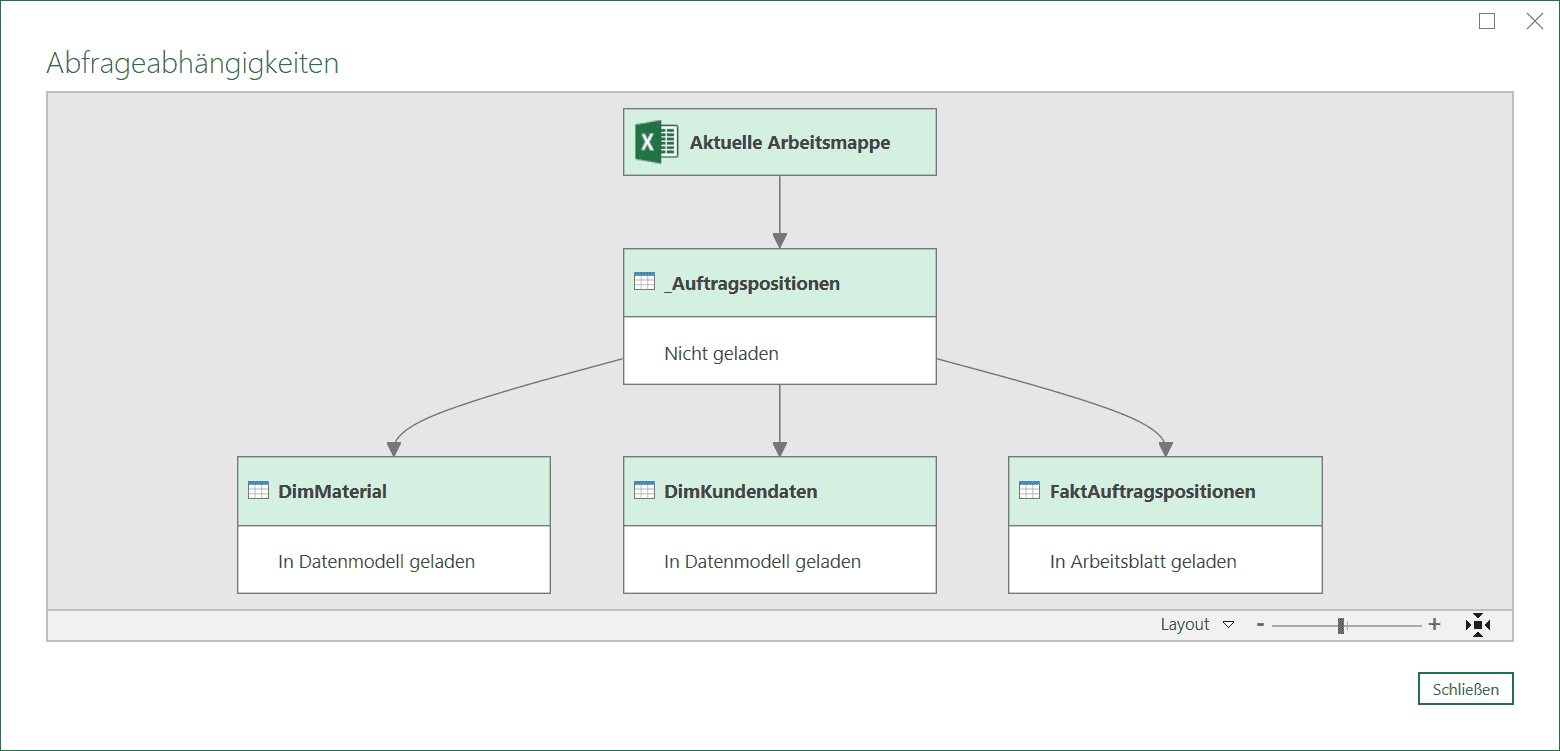 Abfrageabhängigkeiten
Aktuelle Arbeitsmappe
_Auftragspositionen
Nicht geladen
DimMaterial
In Datenmodell geladen
DimKundendaten
In Datenmodell geladen
FaktAuftragspositionen
In Arbeitsblatt geladen
Layout
Schließen